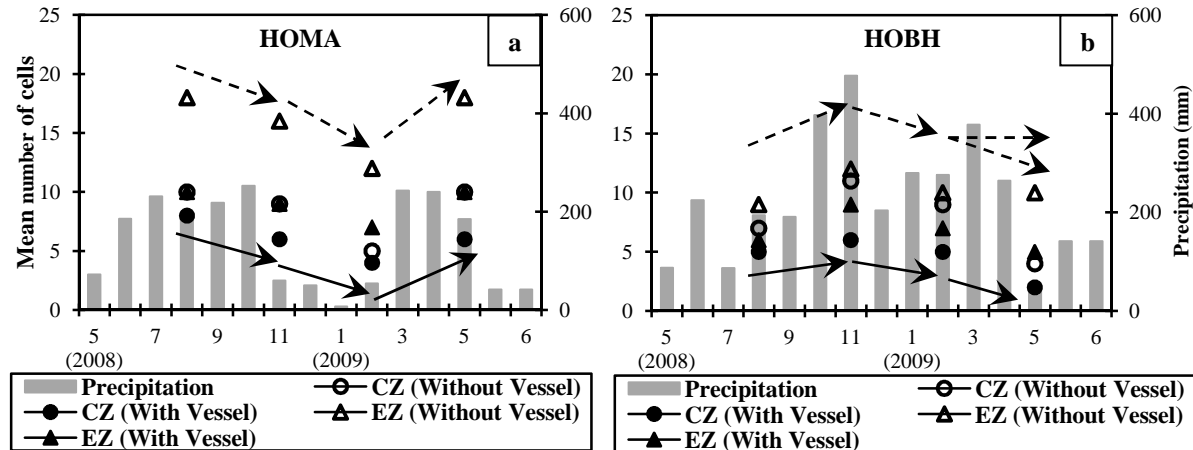 HOMA
a
Mean number of cells
25
20
15
10
5
0
600
400
200
0
5 7 9 11 1 3 5 6
(2008) (2009)
Precipitation
CZ (Without Vessel)
CZ (With Vessel)
EZ (Without Vessel)
EZ (With Vessel)
HOBH
b
25
20
15
10
5
0
600
400
200
0
Precipitation (mm)
5 7 9 11 1 3 5 6
(2008) (2009)
Precipitation
CZ (Without Vessel)
CZ (With Vessel)
EZ (Without Vessel)
EZ (With Vessel)